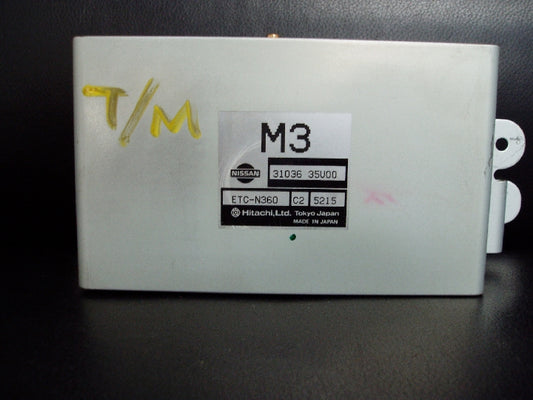 T/M
M3
NISSAN
31036 35U00
ETC-N360 C2 5215
Hitachi,Ltd. Tokyo Japan
MADE IN JAPAN